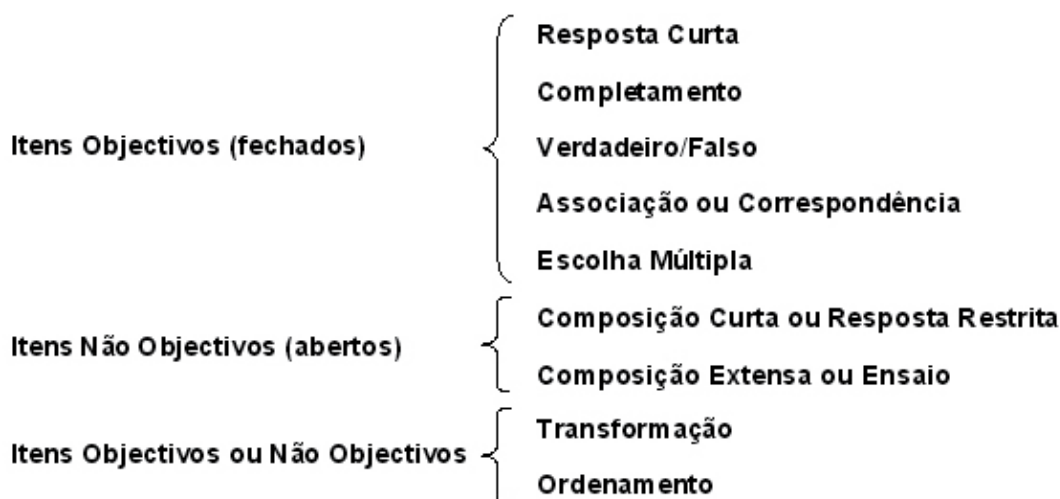 Itens Objectivos (fechados)
Resposta Curta
Completamento
Verdadeiro/Falso
Associação ou Correspondência
Escolha Múltipla
Itens Não Objectivos (abertos)
Composição Curta ou Resposta Restrita
Composição Extensa ou Ensaio
Itens Objectivos ou Não Objectivos
Transformação
Ordenamento